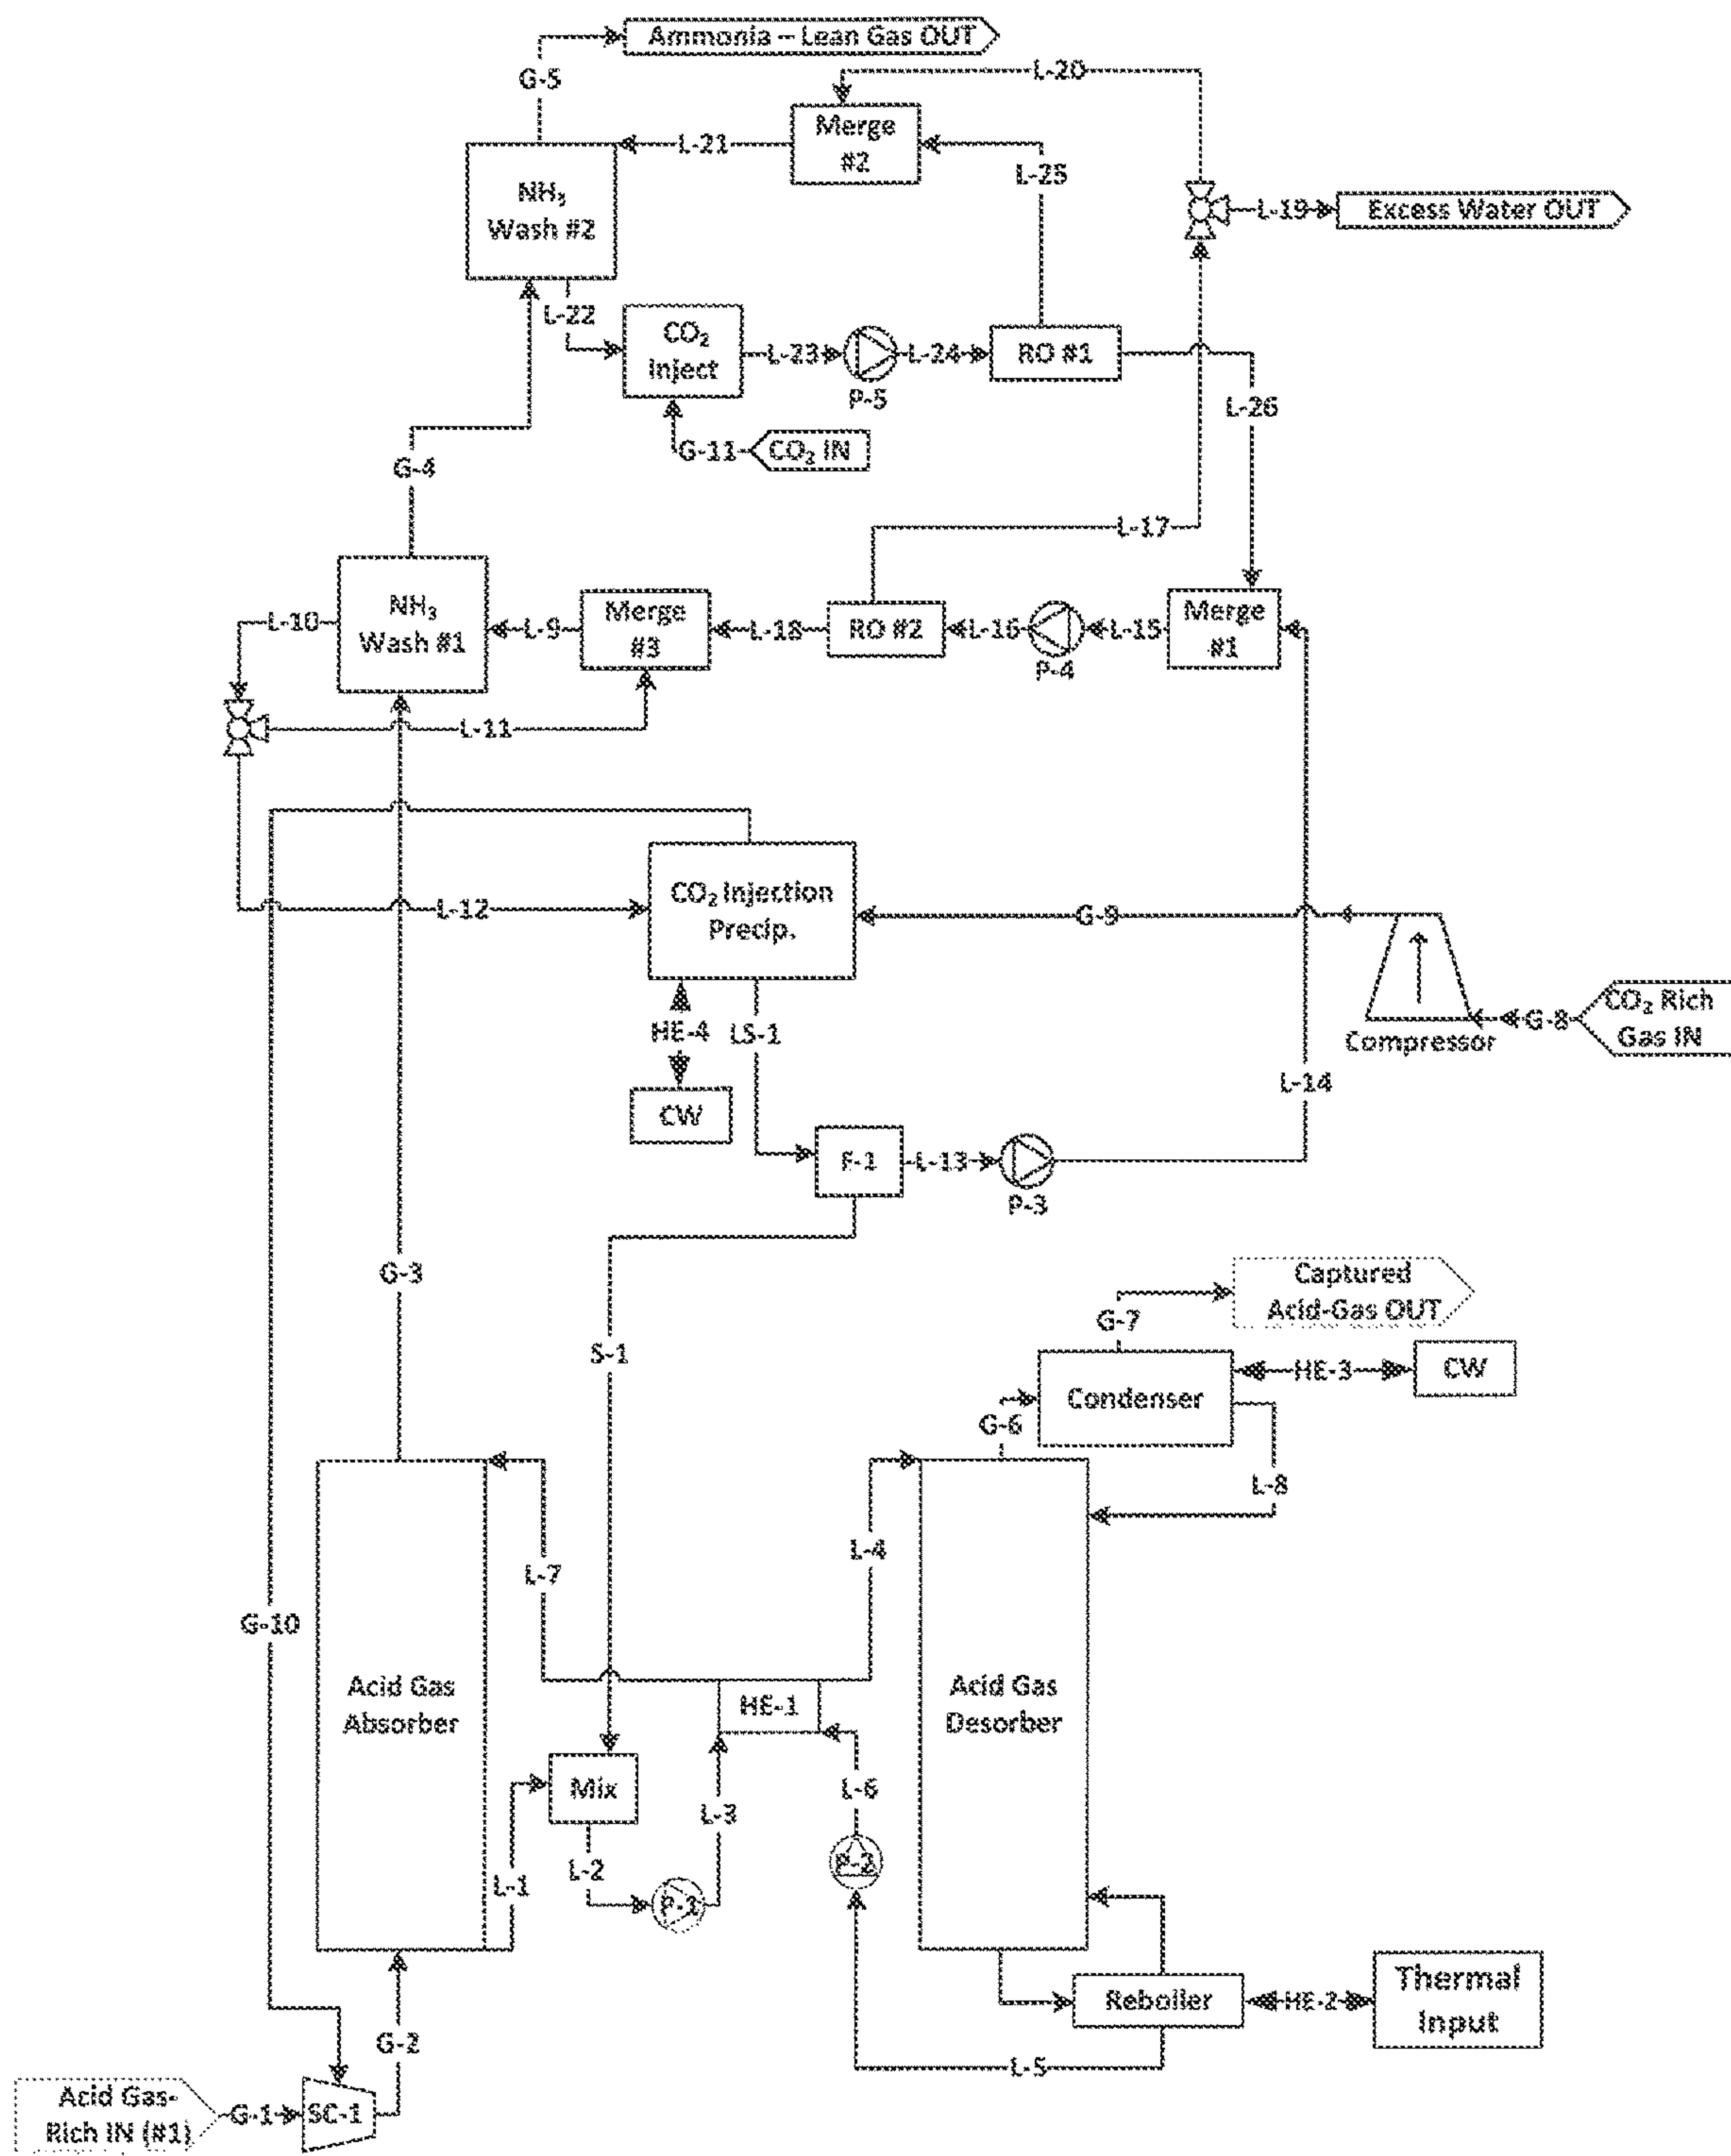 Ammonia – Lean Gas OUT
G-5
L-20
Merge
#2
L-21
L-25
NH₃
Wash #2
L-19
Excess Water OUT
L-22
CO₂
inject
L-23
P-5
L-24
RO #1
L-26
G-11
CO₂ IN
G-4
L-17
NH₃
Wash #1
L-10
L-9
Merge
#3
L-18
RO #2
L-16
P-4
L-15
Merge
#1
L-11
CO₂ Injection
Precip.
L-12
G-9
HE-4
LS-1
CW
Compressor
G-8
CO₂ Rich
Gas IN
L-14
F-1
L-13
P-3
G-3
S-1
Captured
Acid-Gas OUT
G-7
Condenser
HE-3
CW
G-6
L-8
L-7
L-4
G-10
Acid Gas
Absorber
HE-1
Acid Gas
Desorber
Mix
L-3
L-6
L-2
L-1
P-1
P-2
Reboiler
HE-2
Thermal
Input
L-5
G-2
Acid Gas-
Rich IN (#1)
G-1
SC-1